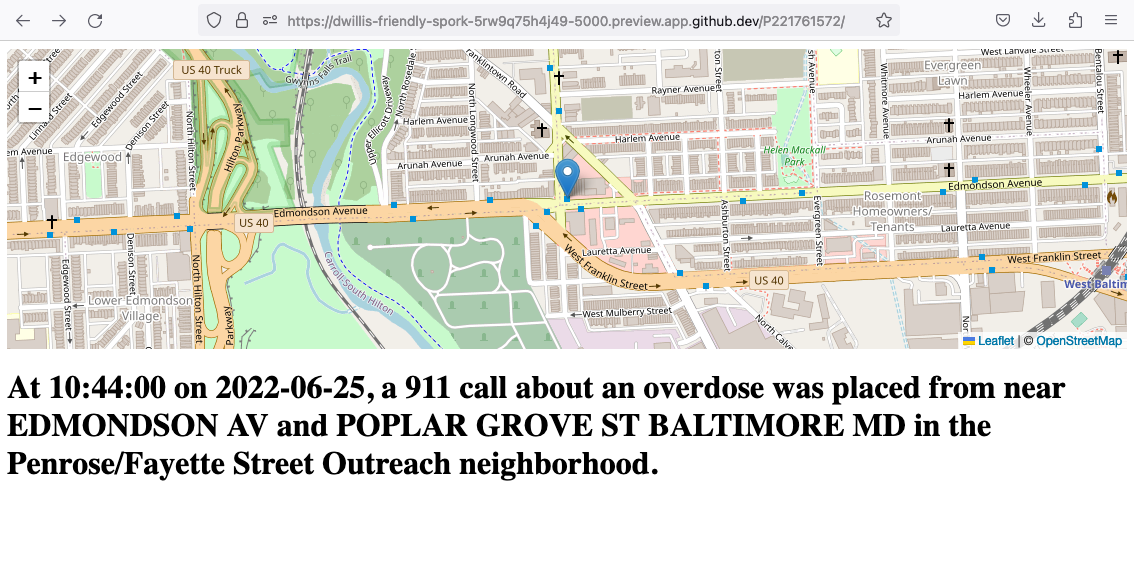 https://dwillis-friendly-spork-5rw9q75h4j49-5000.preview.app.github.dev/P221761572/
+
−
US 40 Truck
Gwynns Falls Trail
Franklintown Road
West Lanvale Street
Evergreen
Lawn
Edgewood Street
Denison Street
North Hilton Street
Hilton Parkway
Ellicott Driveway
North Rosedale
Upper
North Longwood Street
Rayner Avenue
Harlem Avenue
Harlem Avenue
Harlem Avenue
Whitmore Avenue
Wheeler Avenue
Bentalou Street
Edgewood
Arunah Avenue
Arunah Avenue
Arunah Avenue
Helen Mackall
Park
Edmondson Avenue
US 40
Edmondson Avenue
Rosemont
Homeowners/
Tenants
Lauretta Avenue
Lauretta Avenue
Ashburton Street
Evergreen Street
Edgewood Street
Denison Street
North Hilton Street
Parkway
Carroll-South Hilton
West Franklin Street
US 40
West Franklin Street
West Baltim
Lower Edmondson
Village
West Mulberry Street
North Calve
Leaflet | © OpenStreetMap
At 10:44:00 on 2022-06-25, a 911 call about an overdose was placed from near
EDMONDSON AV and POPLAR GROVE ST BALTIMORE MD in the
Penrose/Fayette Street Outreach neighborhood.